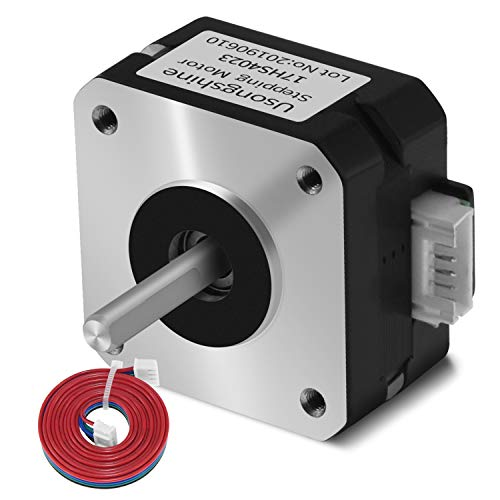 Usongshine
Stepping Motor
17HS4023
Lot No:20190610